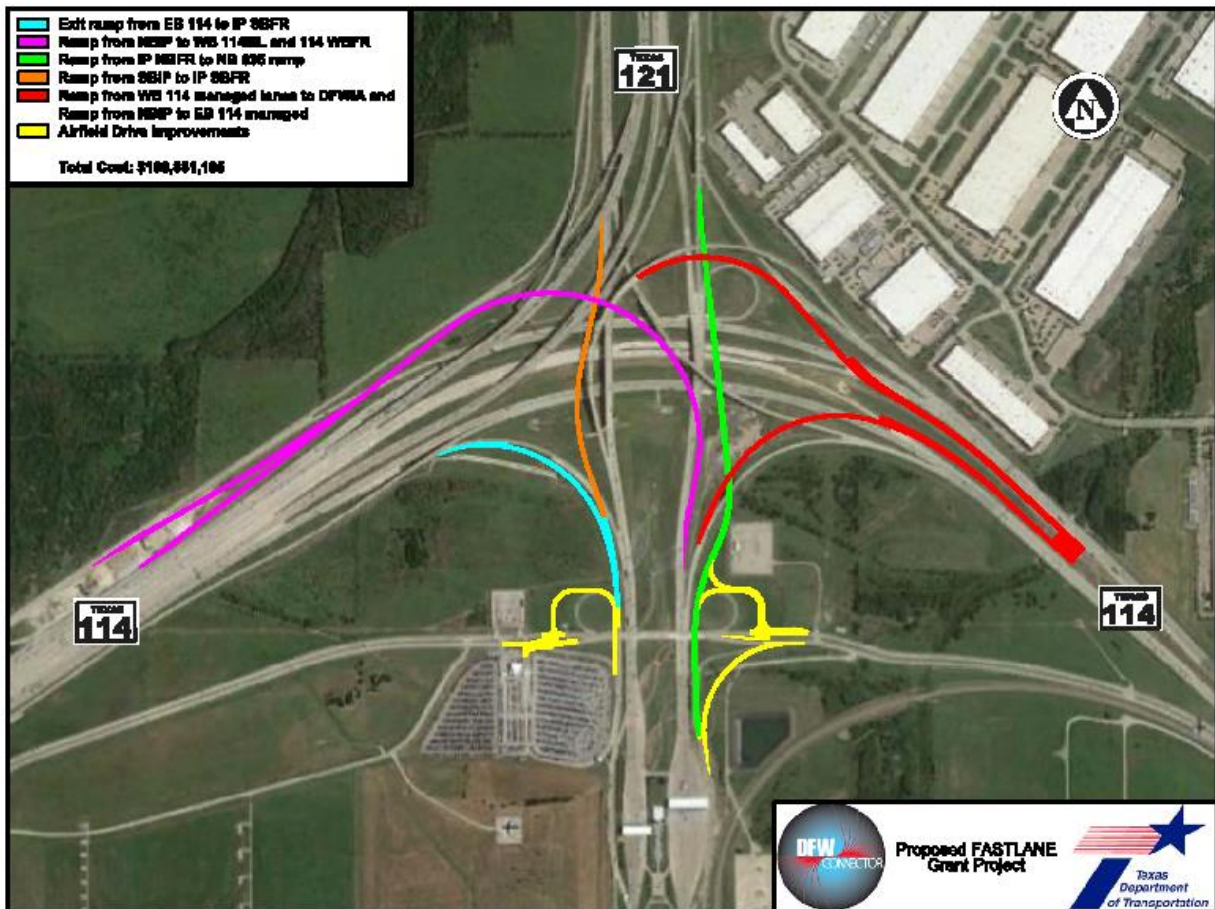 Exit ramp from EB 114 to IP SBFR
Ramp from NBIP to WB 114ML and 114 WBFR
Ramp from IP NBFR to NB 635 ramp
Ramp from SBIP to IP SBFR
Ramp from WB 114 managed lanes to DFWIA and
Ramp from NBIP to EB 114 managed
Airfield Drive Improvements
Total Cost:
TEXAS
121
N
TEXAS
114
TEXAS
114
DFW
CONNECTOR
Proposed FASTLANE
Grant Project
Texas
Department
of Transportation